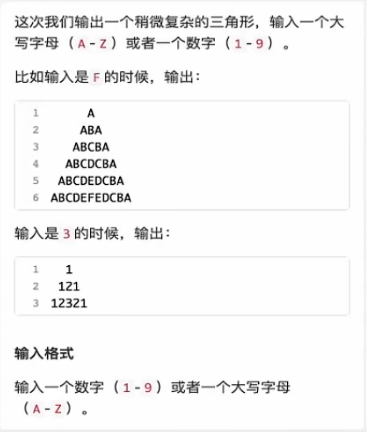 这次我们输出一个稍微复杂的三角形，输入一个大
写字母（A-Z）或者一个数字（1-9）。
比如输入是 F 的时候，输出：
1 A
2 ABA
3 ABCBA
4 ABCDCBA
5 ABCDEDCBA
6 ABCDEFEDCBA
输入是 3 的时候，输出：
1 1
2 121
3 12321
输入格式
输入一个数字（1-9）或者一个大写字母
（A-Z）。